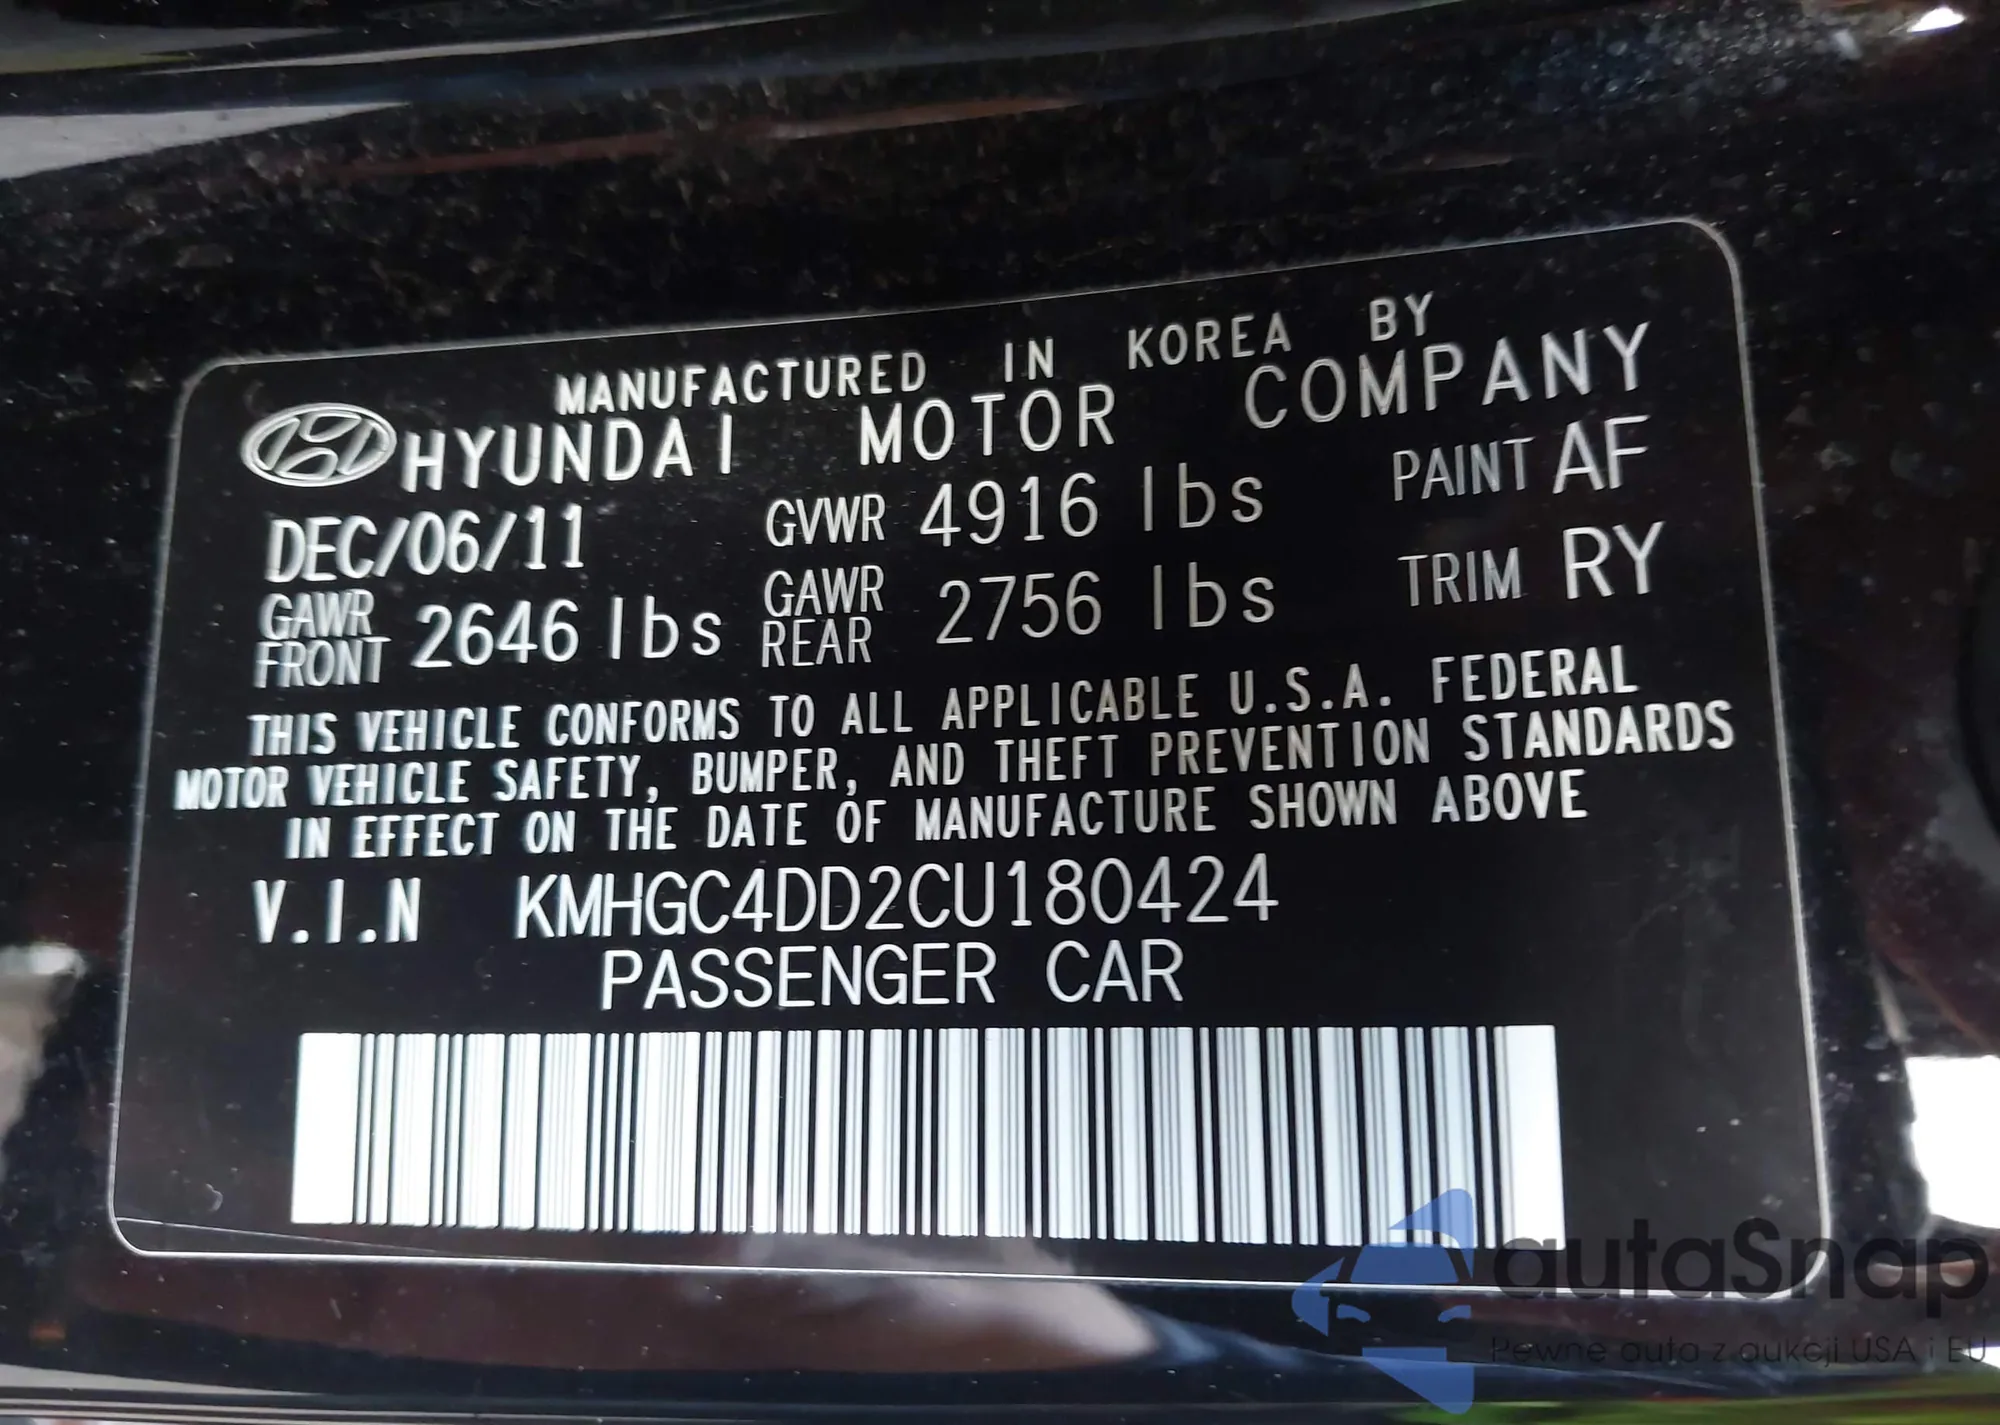 MANUFACTURED IN KOREA BY
HYUNDAI MOTOR COMPANY
DEC/06/11 GVWR 4916 lbs PAINT AF
GAWR FRONT 2646 lbs GAWR REAR 2756 lbs TRIM RY
THIS VEHICLE CONFORMS TO ALL APPLICABLE U.S.A. FEDERAL
MOTOR VEHICLE SAFETY, BUMPER, AND THEFT PREVENTION STANDARDS
IN EFFECT ON THE DATE OF MANUFACTURE SHOWN ABOVE
V.I.N KMHGC4DD2CU180424
PASSENGER CAR
autaSnap
Pewne auta z aukcji USA i EU